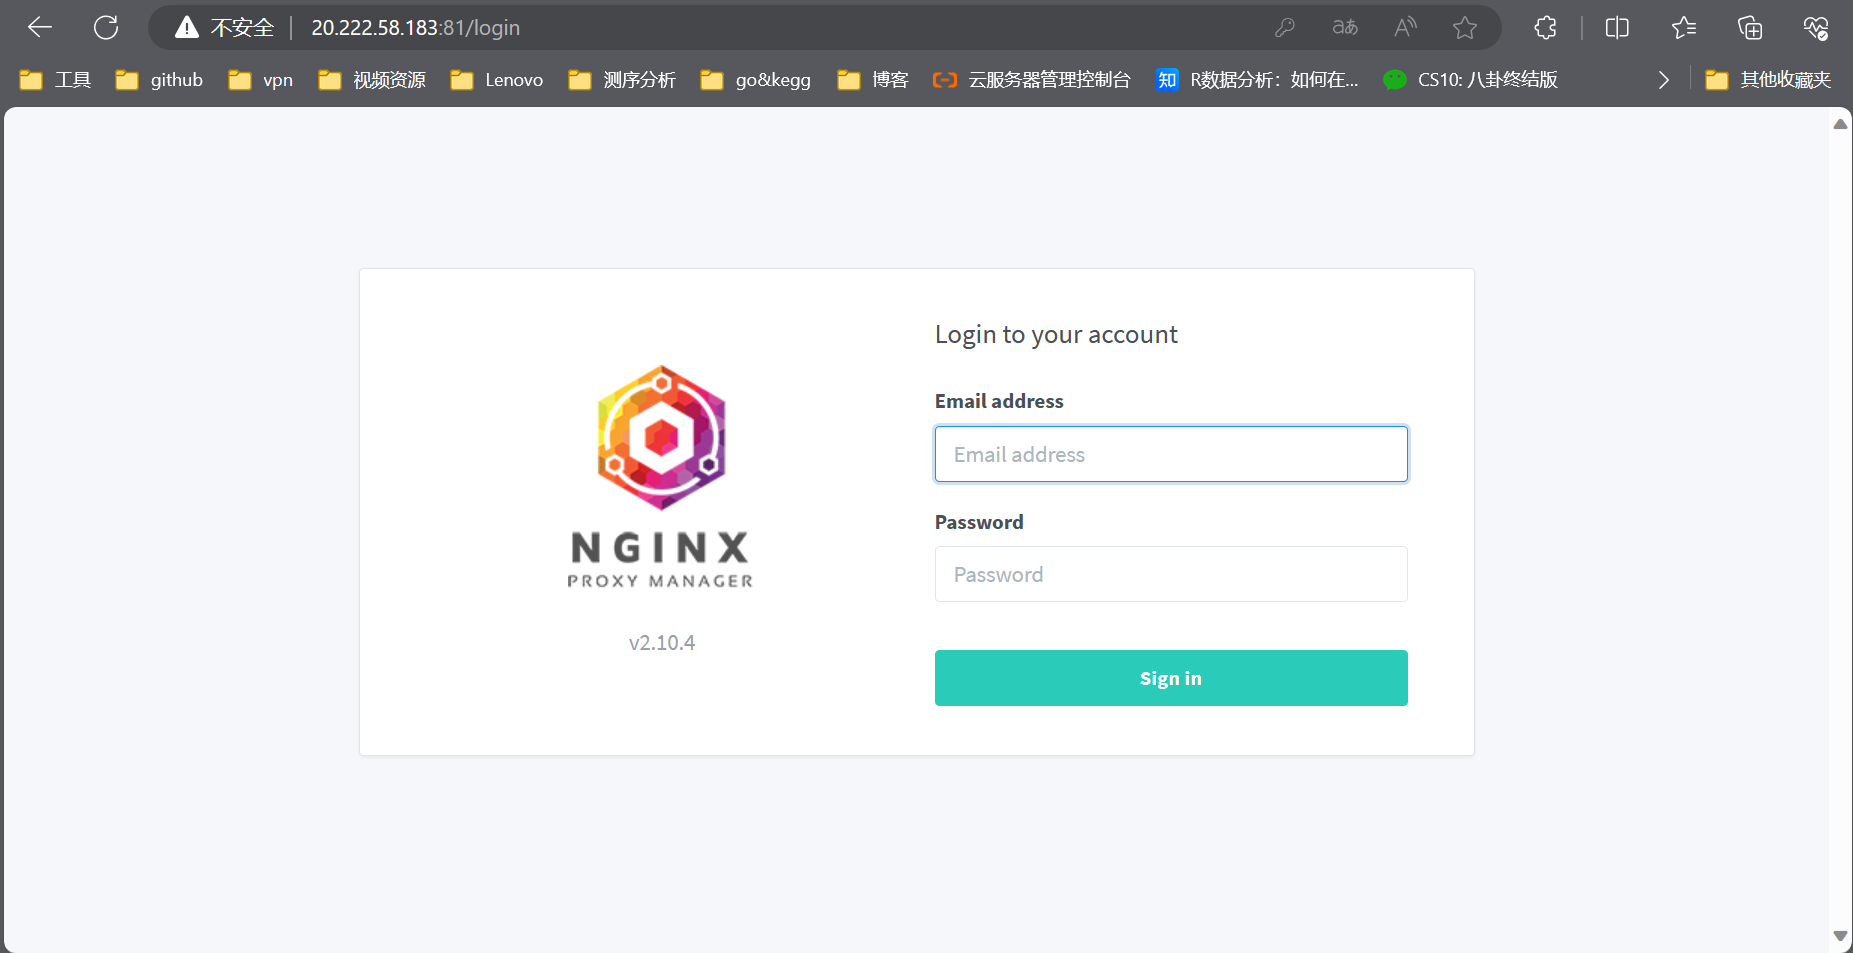 不安全 | 20.222.58.183:81/login
工具 github vpn 视频资源 Lenovo 测序分析 go&kegg 博客 云服务器管理控制台 知 R数据分析：如何在... CS10: 八卦终结版 其他收藏夹
Login to your account
Email address
Email address
Password
Password
Sign in
NGINX
PROXY MANAGER
v2.10.4